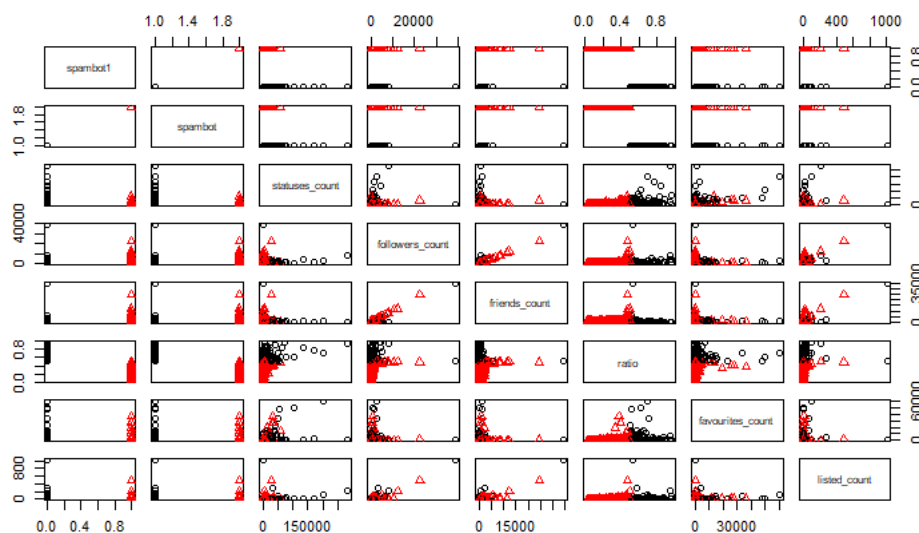 1.0 1.4 1.8 0 20000 0.0 0.4 0.8 0 400 1000
spambot1 0.0 0.8
1.0 1.8 spambot
statuses_count 0
0 40000 followers_count
friends_count 0 35000
0.0 0.8 ratio
favourites_count 0 6000
0 800 listed_count
0.0 0.4 0.8 0 150000 0 15000 0 30000